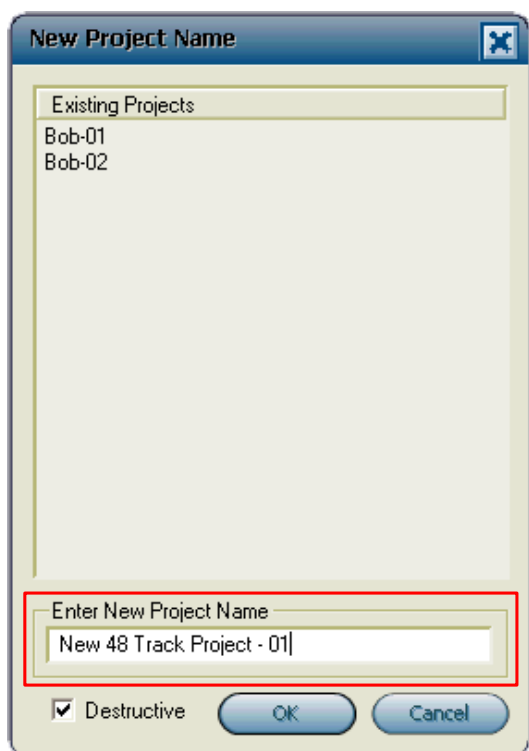 New Project Name
Existing Projects
Bob-01
Bob-02
Enter New Project Name
New 48 Track Project - 01
Destructive OK Cancel